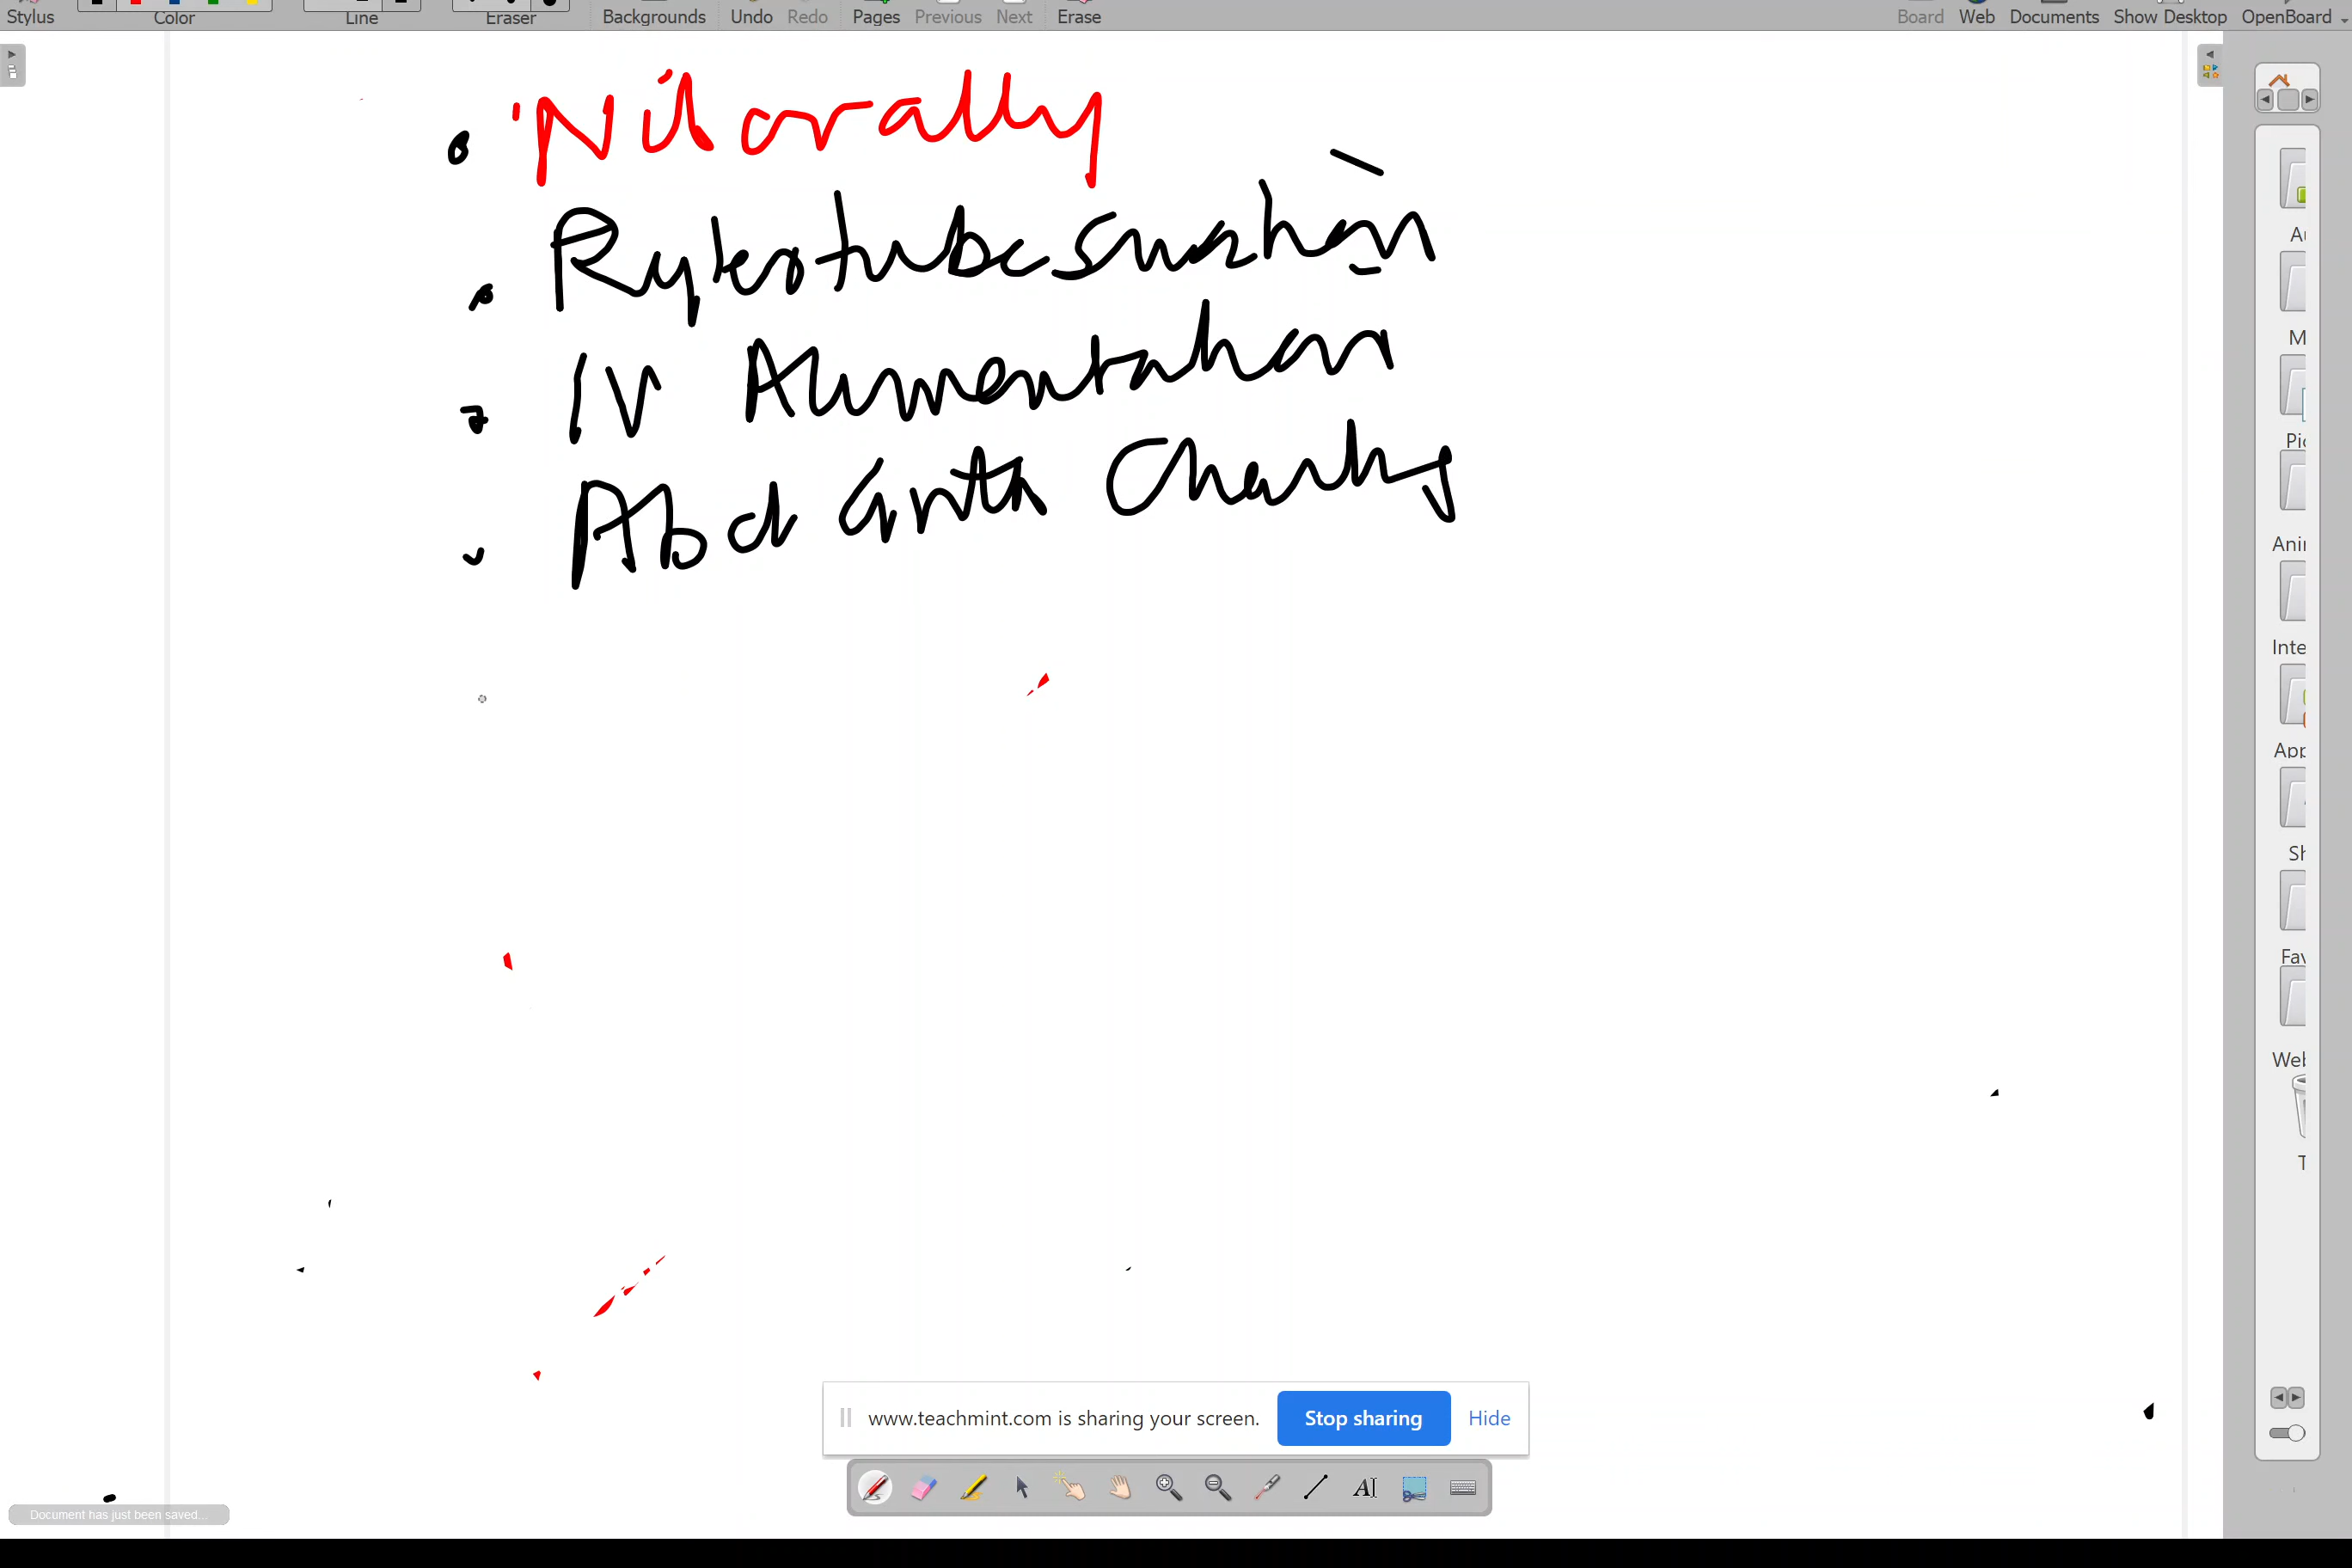 Stylus Color Line Eraser Backgrounds Undo Redo Pages Previous Next Erase Board Web Documents Show Desktop OpenBoard
Nil orally
Ryles tube Suction
IV Alimentation
Abd Girth Charting
www.teachmint.com is sharing your screen. Stop sharing Hide
Document has just been saved...